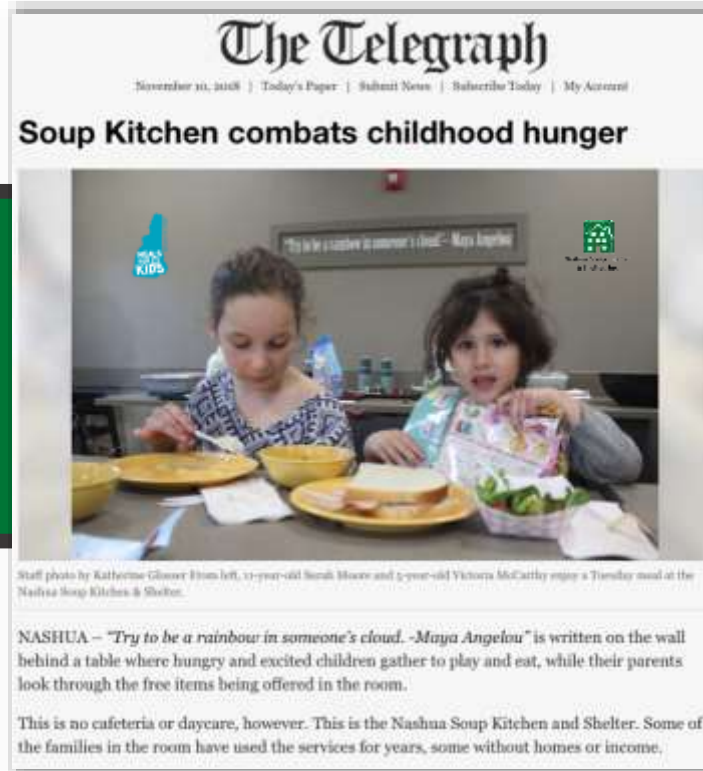 The Telegraph
November 10, 2018 | Today's Paper | Submit News | Subscribe Today | My Account
Soup Kitchen combats childhood hunger
MEALS
KIDS
"Try to be a rainbow in someone's cloud" - Maya Angelou
Staff photo by Katherine Glosser From left, 11-year-old Sarah Moore and 5-year-old Victoria McCarthy enjoy a Tuesday meal at the
Nashua Soup Kitchen & Shelter.
NASHUA – "Try to be a rainbow in someone's cloud. -Maya Angelou" is written on the wall
behind a table where hungry and excited children gather to play and eat, while their parents
look through the free items being offered in the room.
This is no cafeteria or daycare, however. This is the Nashua Soup Kitchen and Shelter. Some of
the families in the room have used the services for years, some without homes or income.